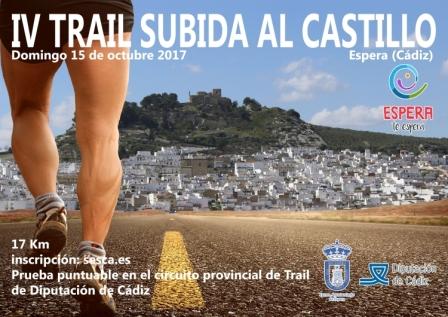 IV TRAIL SUBIDA AL CASTILLO
Domingo 15 de octubre 2017
Espera (Cádiz)
ESPERA
te espera
17 Km
inscripción: sesca.es
Prueba puntuable en el circuito provincial de Trail
de Diputación de Cádiz
Diputación
de Cádiz